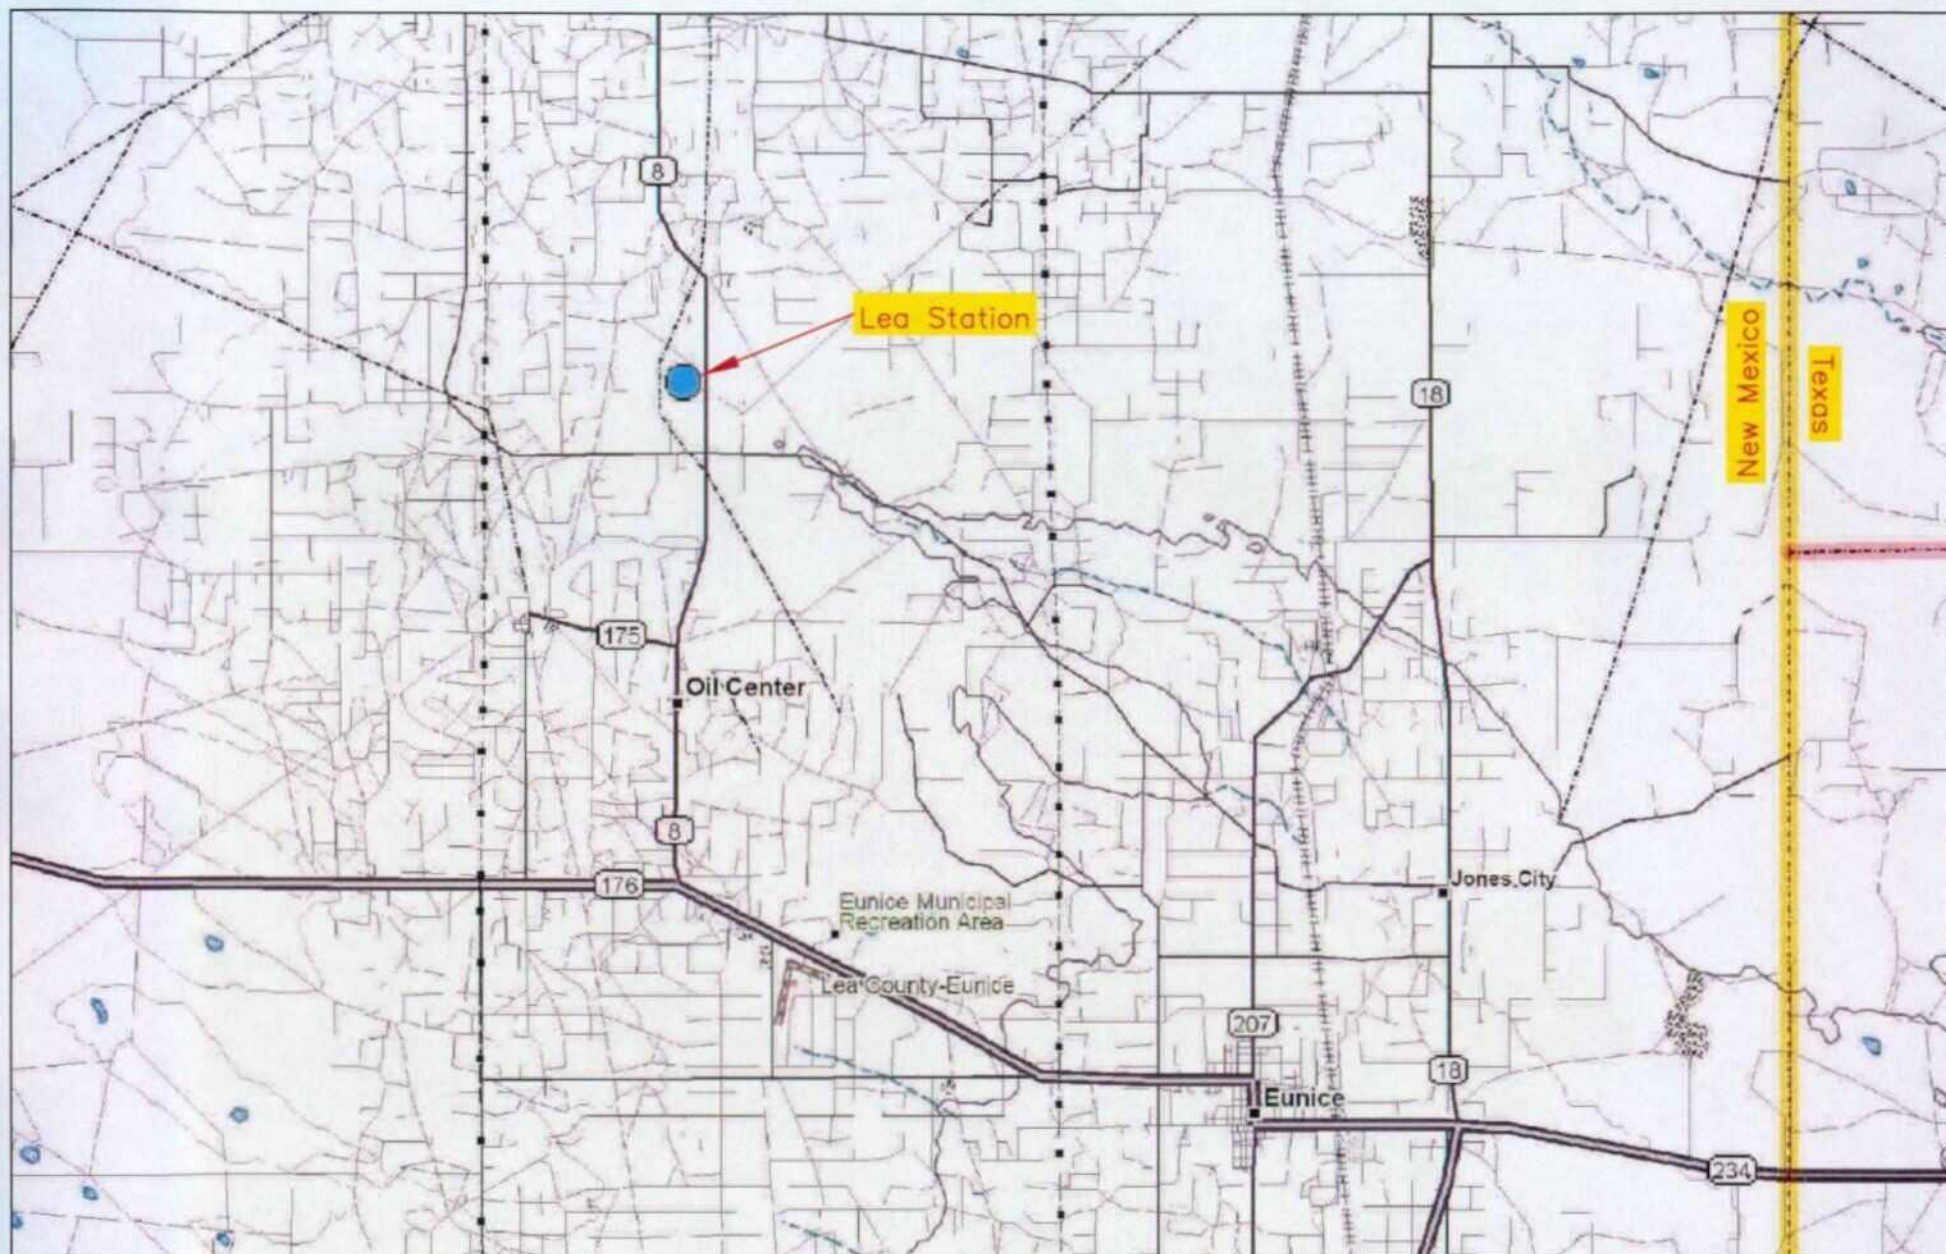 8
Lea Station
18
New Mexico
Texas
175
Oil Center
8
176
Jones City
Eunice Municipal
Recreation Area
Lea County-Eunice
207
18
Eunice
234